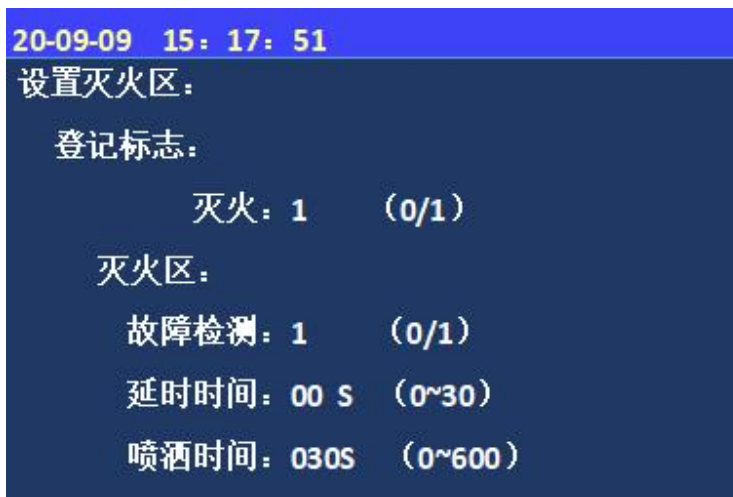 20-09-09 15：17：51
设置灭火区：
登记标志：
灭火：1 （0/1）
灭火区：
故障检测：1 （0/1）
延时时间：00 S （0~30）
喷洒时间：030S （0~600）